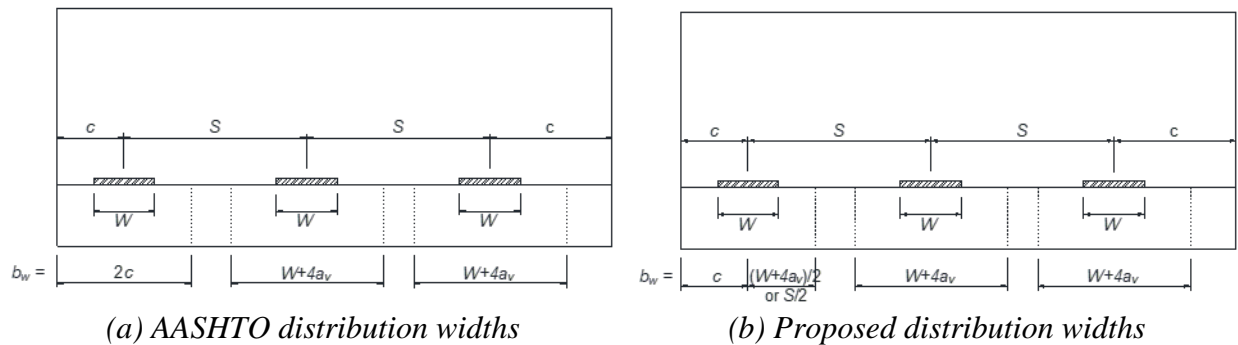 c S S c
W W W
b_w = 2c W+4a_v W+4a_v
(a) AASHTO distribution widths
c S S c
W W W
b_w = c (W+4a_v)/2 W+4a_v W+4a_v
or S/2
(b) Proposed distribution widths